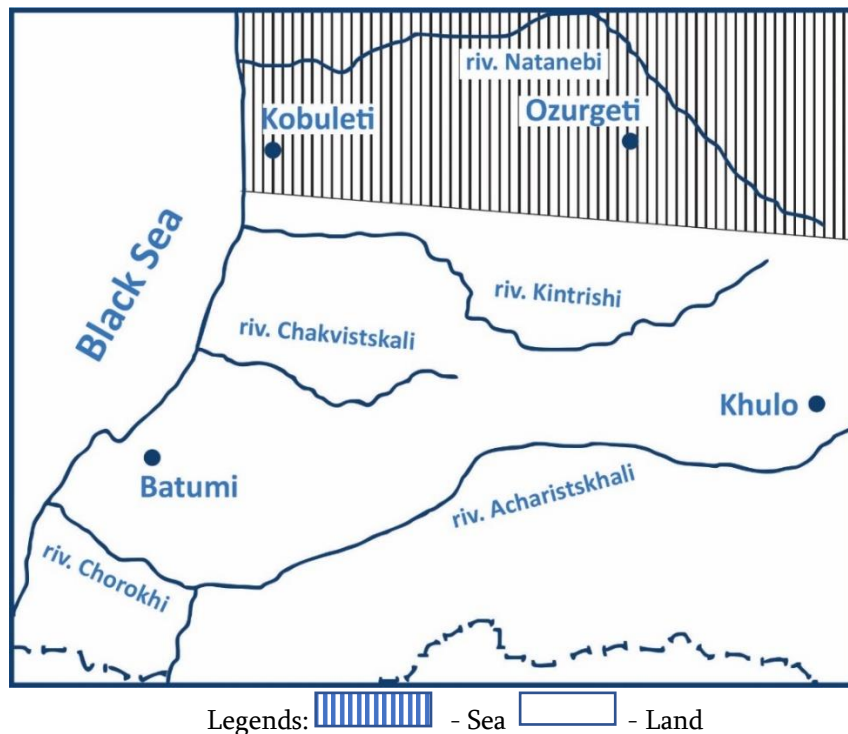 riv. Natanebi
Kobuleti
Ozurgeti
Black Sea
riv. Kintrishi
riv. Chakvistskali
Khulo
Batumi
riv. Acharistskhali
riv. Chorokhi
Legends: - Sea - Land